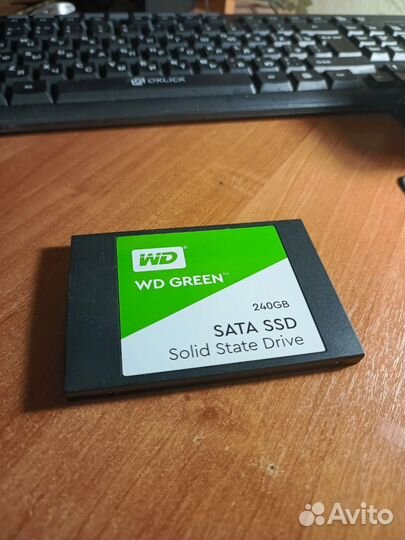 OKLICK
WD
WD GREEN™
240GB
SATA SSD
Solid State Drive
Avito